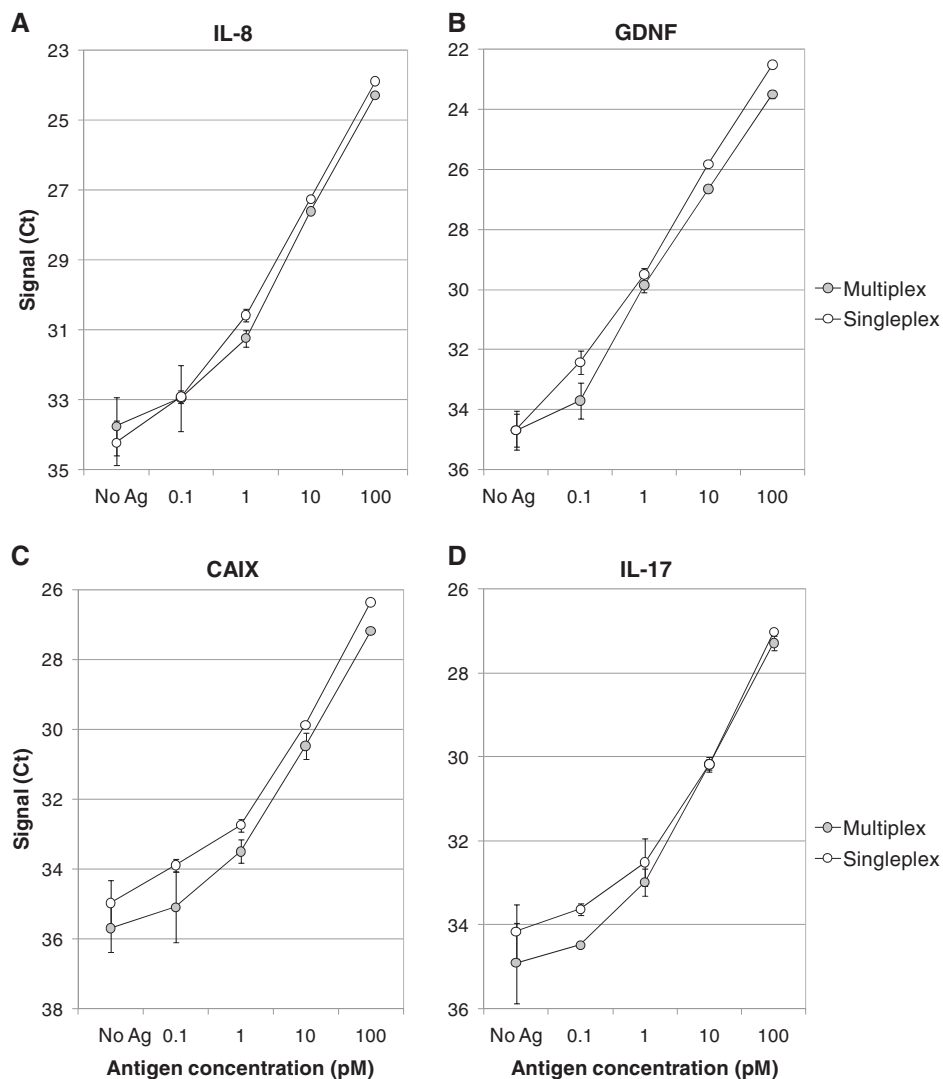 A
IL-8
23
25
27
29
31
33
35
Signal (Ct)
No Ag 0.1 1 10 100
B
GDNF
22
24
26
28
30
32
34
36
No Ag 0.1 1 10 100
Multiplex
Singleplex
C
CAIX
26
28
30
32
34
36
38
Signal (Ct)
No Ag 0.1 1 10 100
Antigen concentration (pM)
D
IL-17
26
28
30
32
34
36
No Ag 0.1 1 10 100
Antigen concentration (pM)
Multiplex
Singleplex